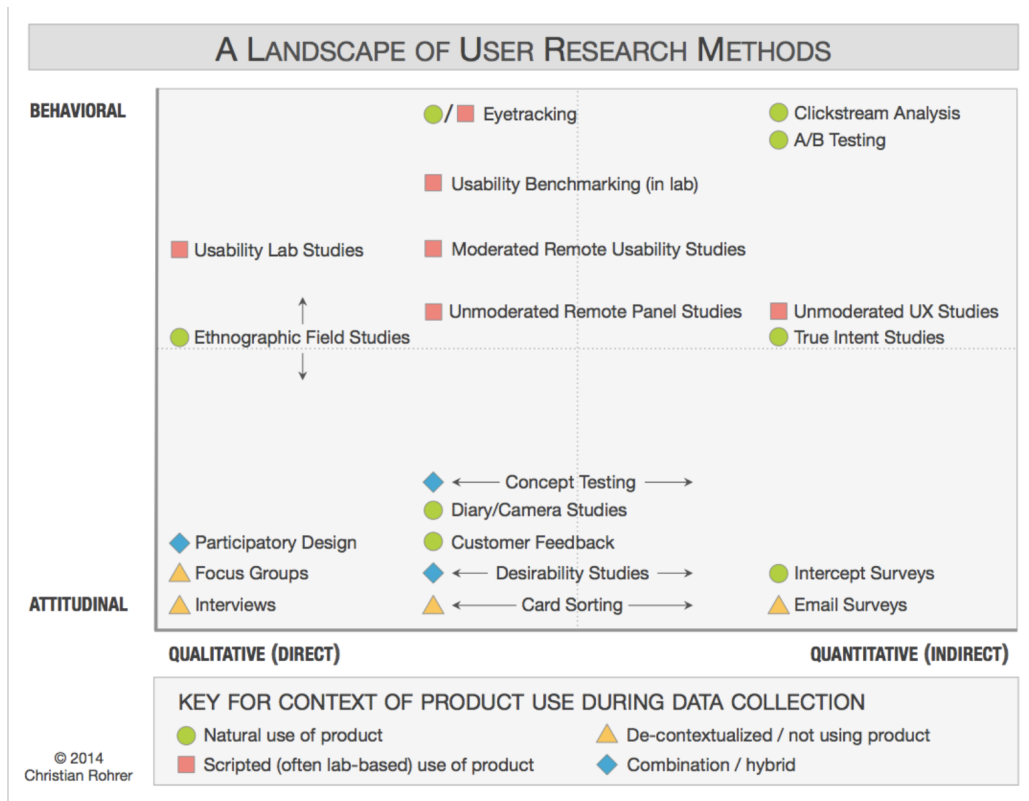 A LANDSCAPE OF USER RESEARCH METHODS
BEHAVIORAL
/ Eyetracking
Clickstream Analysis
A/B Testing
Usability Benchmarking (in lab)
Usability Lab Studies
Moderated Remote Usability Studies
Unmoderated Remote Panel Studies
Unmoderated UX Studies
Ethnographic Field Studies
True Intent Studies
Concept Testing
Diary/Camera Studies
Participatory Design
Customer Feedback
Focus Groups
Desirability Studies
Intercept Surveys
ATTITUDINAL
Interviews
Card Sorting
Email Surveys
QUALITATIVE (DIRECT)
QUANTITATIVE (INDIRECT)
KEY FOR CONTEXT OF PRODUCT USE DURING DATA COLLECTION
Natural use of product
De-contextualized / not using product
Scripted (often lab-based) use of product
Combination / hybrid
© 2014
Christian Rohrer